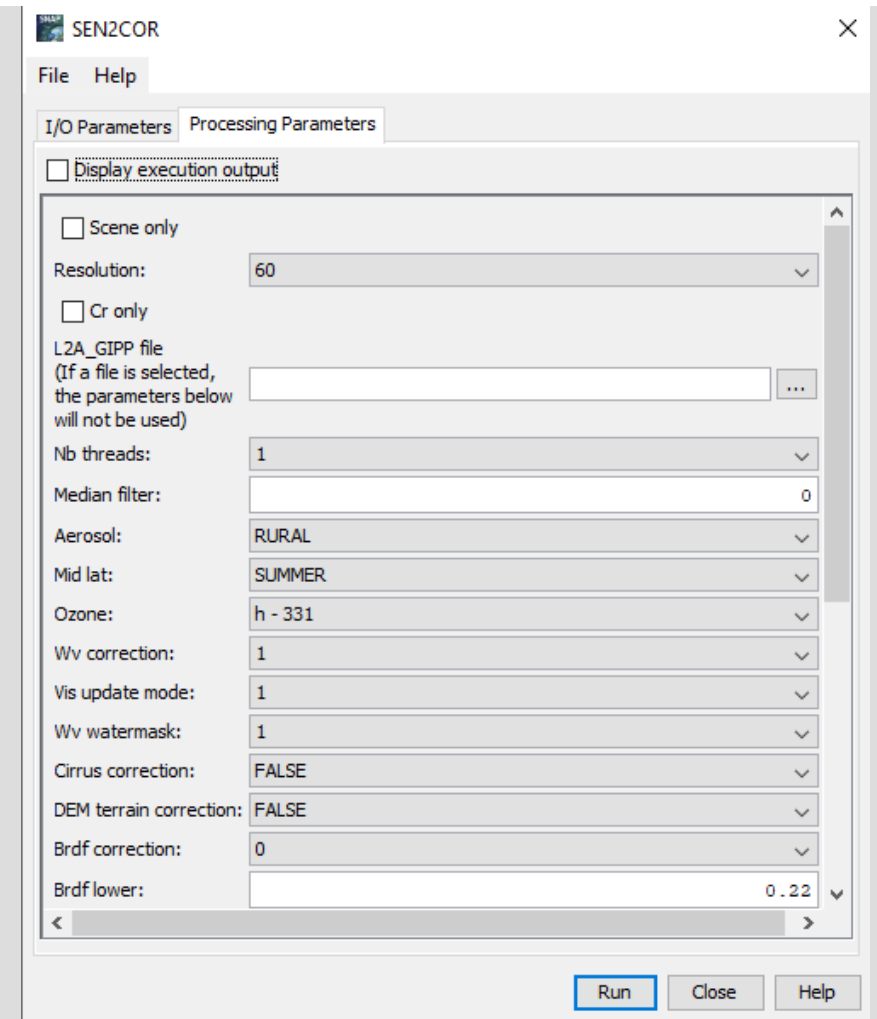 SNAP
SEN2COR
File Help
I/O Parameters Processing Parameters
Display execution output
Scene only
Resolution: 60
Cr only
L2A_GIPP file
(If a file is selected,
the parameters below
will not be used)
...
Nb threads: 1
Median filter: 0
Aerosol: RURAL
Mid lat: SUMMER
Ozone: h - 331
Wv correction: 1
Vis update mode: 1
Wv watermask: 1
Cirrus correction: FALSE
DEM terrain correction: FALSE
Brdf correction: 0
Brdf lower: 0.22
Run Close Help